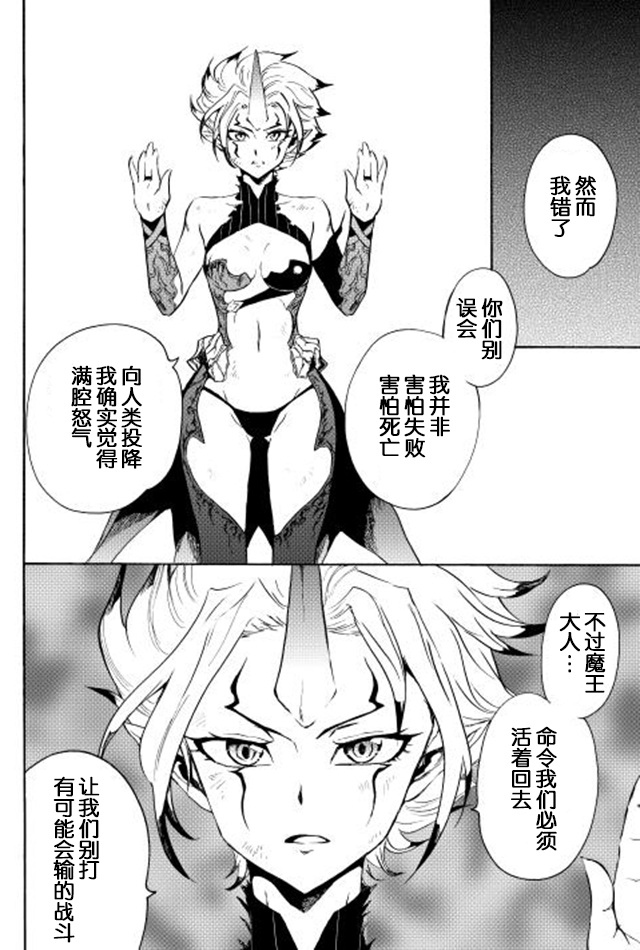 然而
我错了
你们别
误会
我并非
害怕失败
害怕死亡
向人类投降
我确实觉得
满腔怒气
不过魔王
大人…
命令我们必须
活着回去
让我们别打
有可能会输的战斗